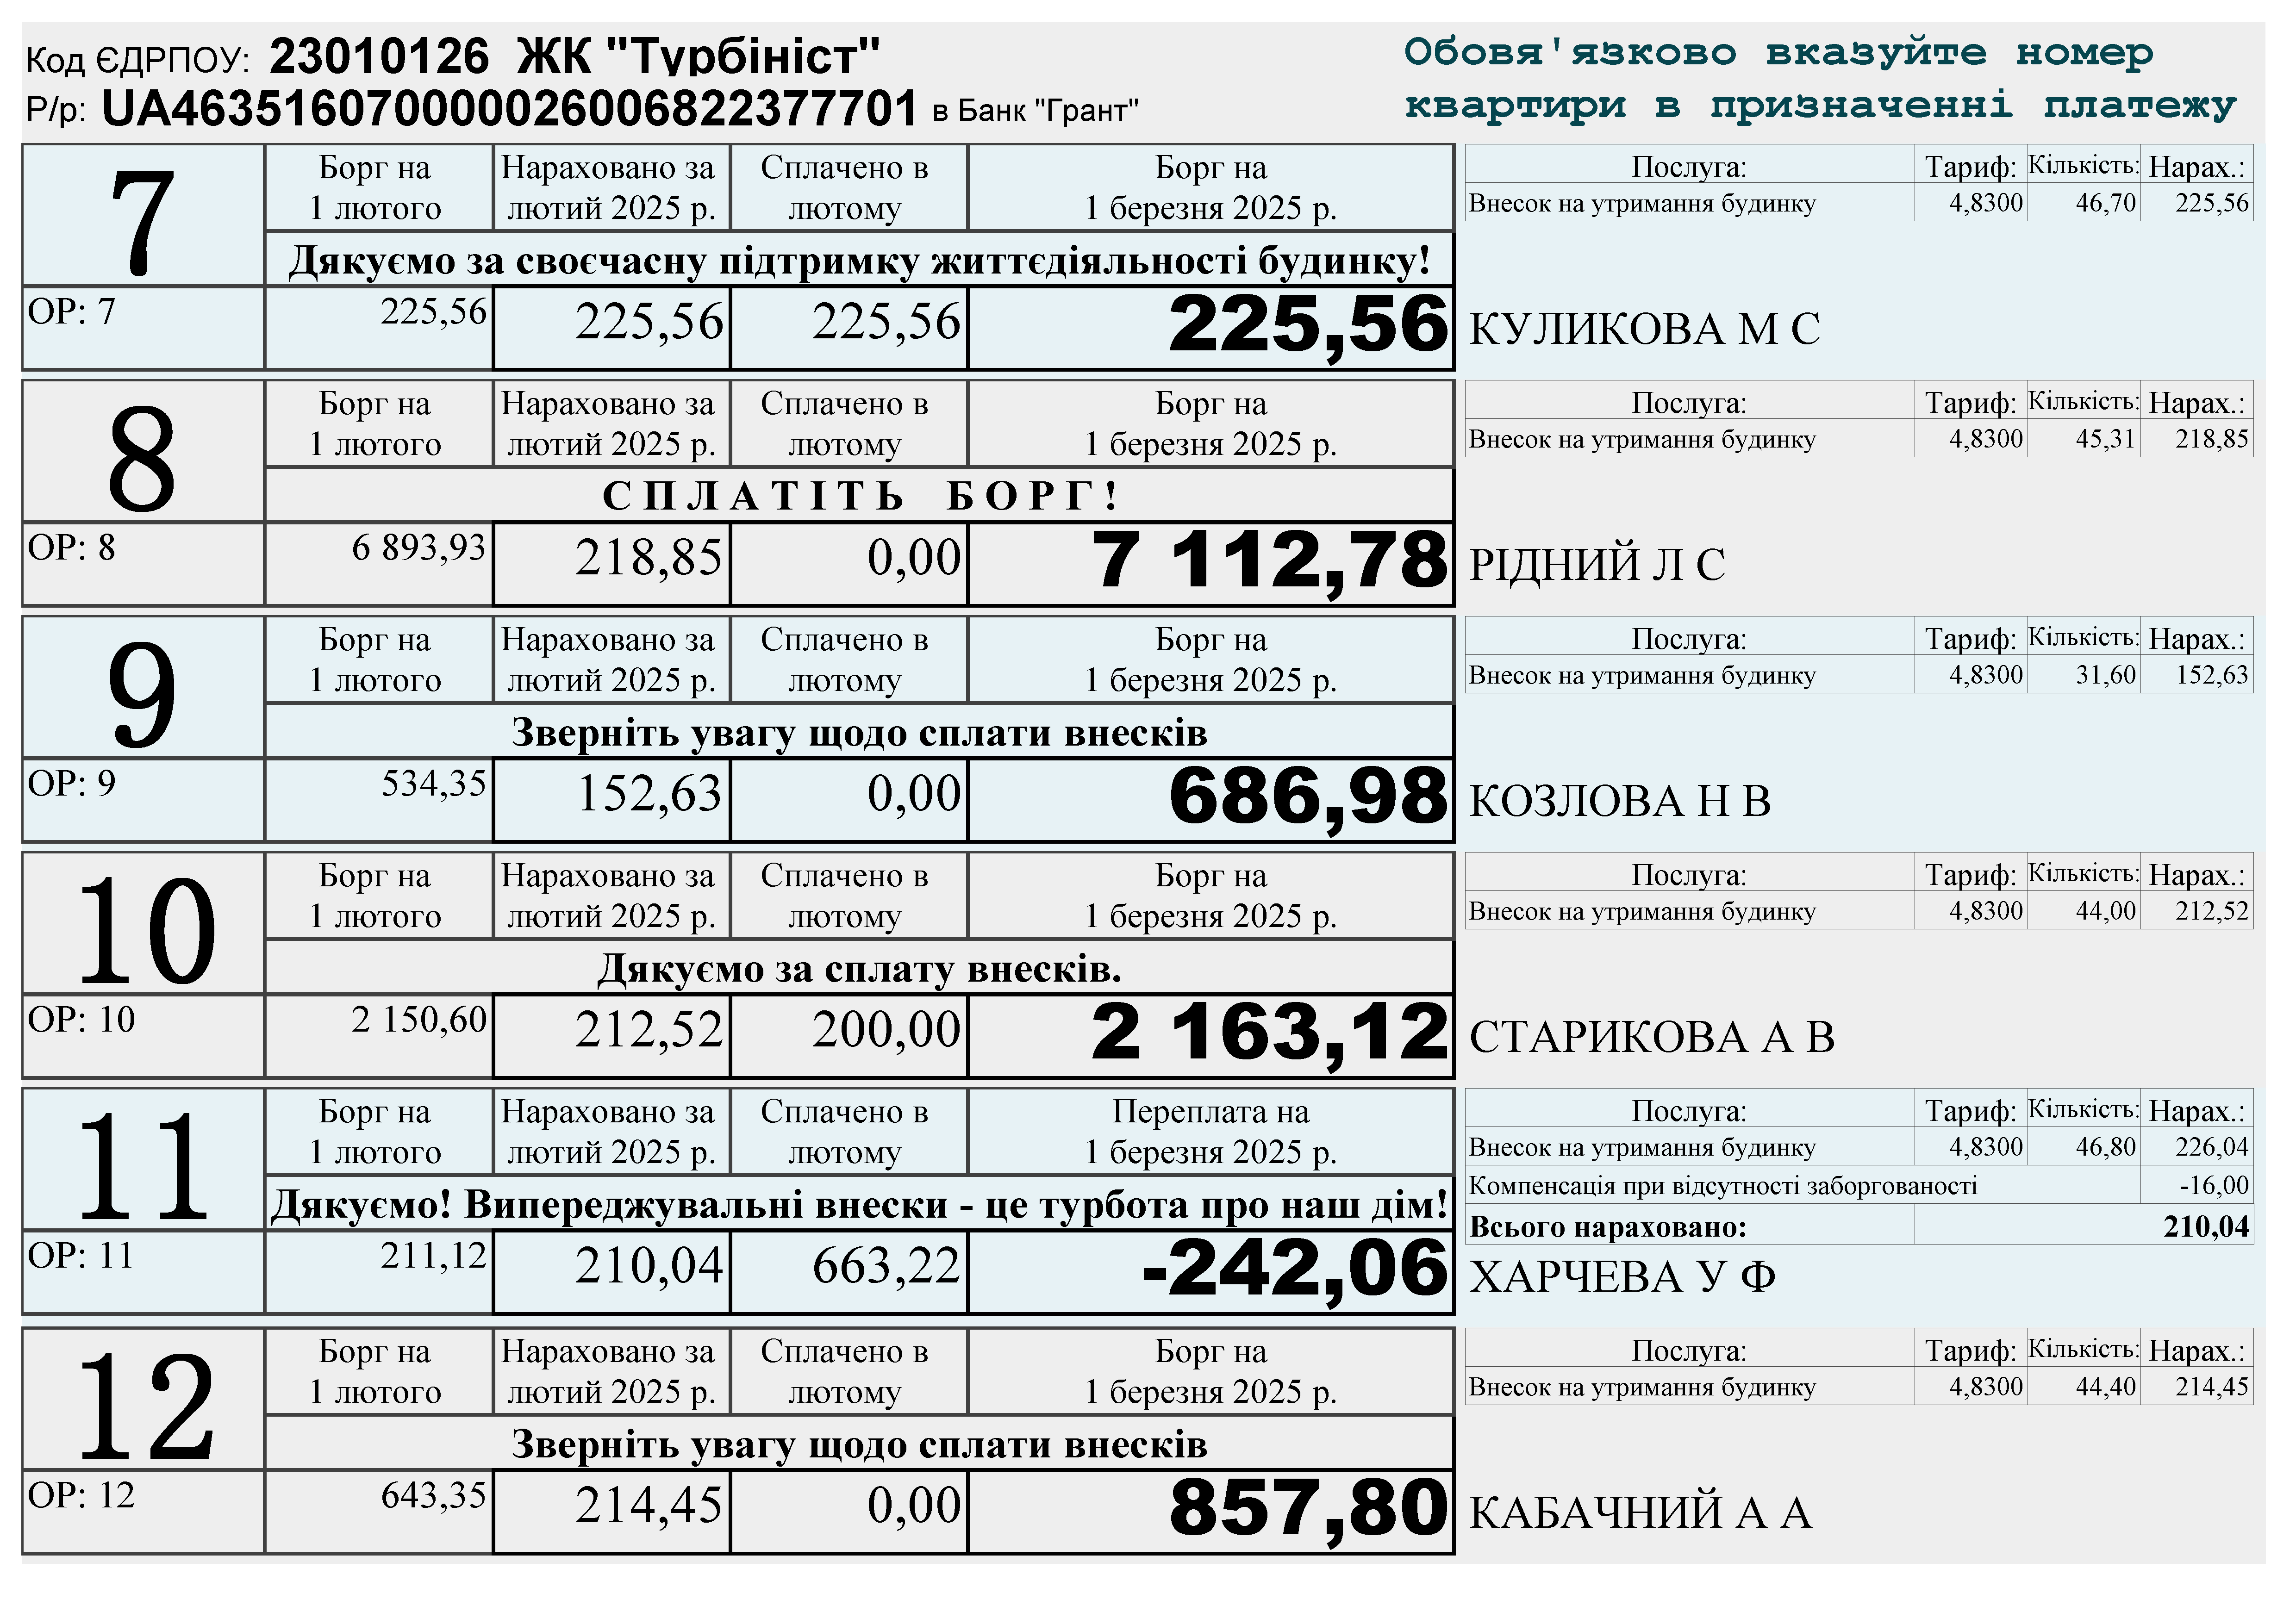 Код ЄДРПОУ: 23010126 ЖК "Турбініст"
Р/р: UA463516070000026006822377701 в Банк "Грант"
Обовя'язково вказуйте номер
квартири в призначенні платежу
7
Борг на
1 лютого
Нараховано за
лютий 2025 р.
Сплачено в
лютому
Борг на
1 березня 2025 р.
Дякуємо за своєчасну підтримку життєдіяльності будинку!
ОР: 7 225,56 225,56 225,56 225,56
Послуга: Тариф: Кількість: Нарах.:
Внесок на утримання будинку 4,8300 46,70 225,56
КУЛИКОВА М С
8
Борг на
1 лютого
Нараховано за
лютий 2025 р.
Сплачено в
лютому
Борг на
1 березня 2025 р.
С П Л А Т І Т Ь Б О Р Г !
ОР: 8 6 893,93 218,85 0,00 7 112,78
Послуга: Тариф: Кількість: Нарах.:
Внесок на утримання будинку 4,8300 45,31 218,85
РІДНИЙ Л С
9
Борг на
1 лютого
Нараховано за
лютий 2025 р.
Сплачено в
лютому
Борг на
1 березня 2025 р.
Зверніть увагу щодо сплати внесків
ОР: 9 534,35 152,63 0,00 686,98
Послуга: Тариф: Кількість: Нарах.:
Внесок на утримання будинку 4,8300 31,60 152,63
КОЗЛОВА Н В
10
Борг на
1 лютого
Нараховано за
лютий 2025 р.
Сплачено в
лютому
Борг на
1 березня 2025 р.
Дякуємо за сплату внесків.
ОР: 10 2 150,60 212,52 200,00 2 163,12
Послуга: Тариф: Кількість: Нарах.:
Внесок на утримання будинку 4,8300 44,00 212,52
СТАРИКОВА А В
11
Борг на
1 лютого
Нараховано за
лютий 2025 р.
Сплачено в
лютому
Переплата на
1 березня 2025 р.
Дякуємо! Випереджувальні внески - це турбота про наш дім!
ОР: 11 211,12 210,04 663,22 -242,06
Послуга: Тариф: Кількість: Нарах.:
Внесок на утримання будинку 4,8300 46,80 226,04
Компенсація при відсутності заборгованості -16,00
Всього нараховано: 210,04
ХАРЧЕВА У Ф
12
Борг на
1 лютого
Нараховано за
лютий 2025 р.
Сплачено в
лютому
Борг на
1 березня 2025 р.
Зверніть увагу щодо сплати внесків
ОР: 12 643,35 214,45 0,00 857,80
Послуга: Тариф: Кількість: Нарах.:
Внесок на утримання будинку 4,8300 44,40 214,45
КАБАЧНИЙ А А